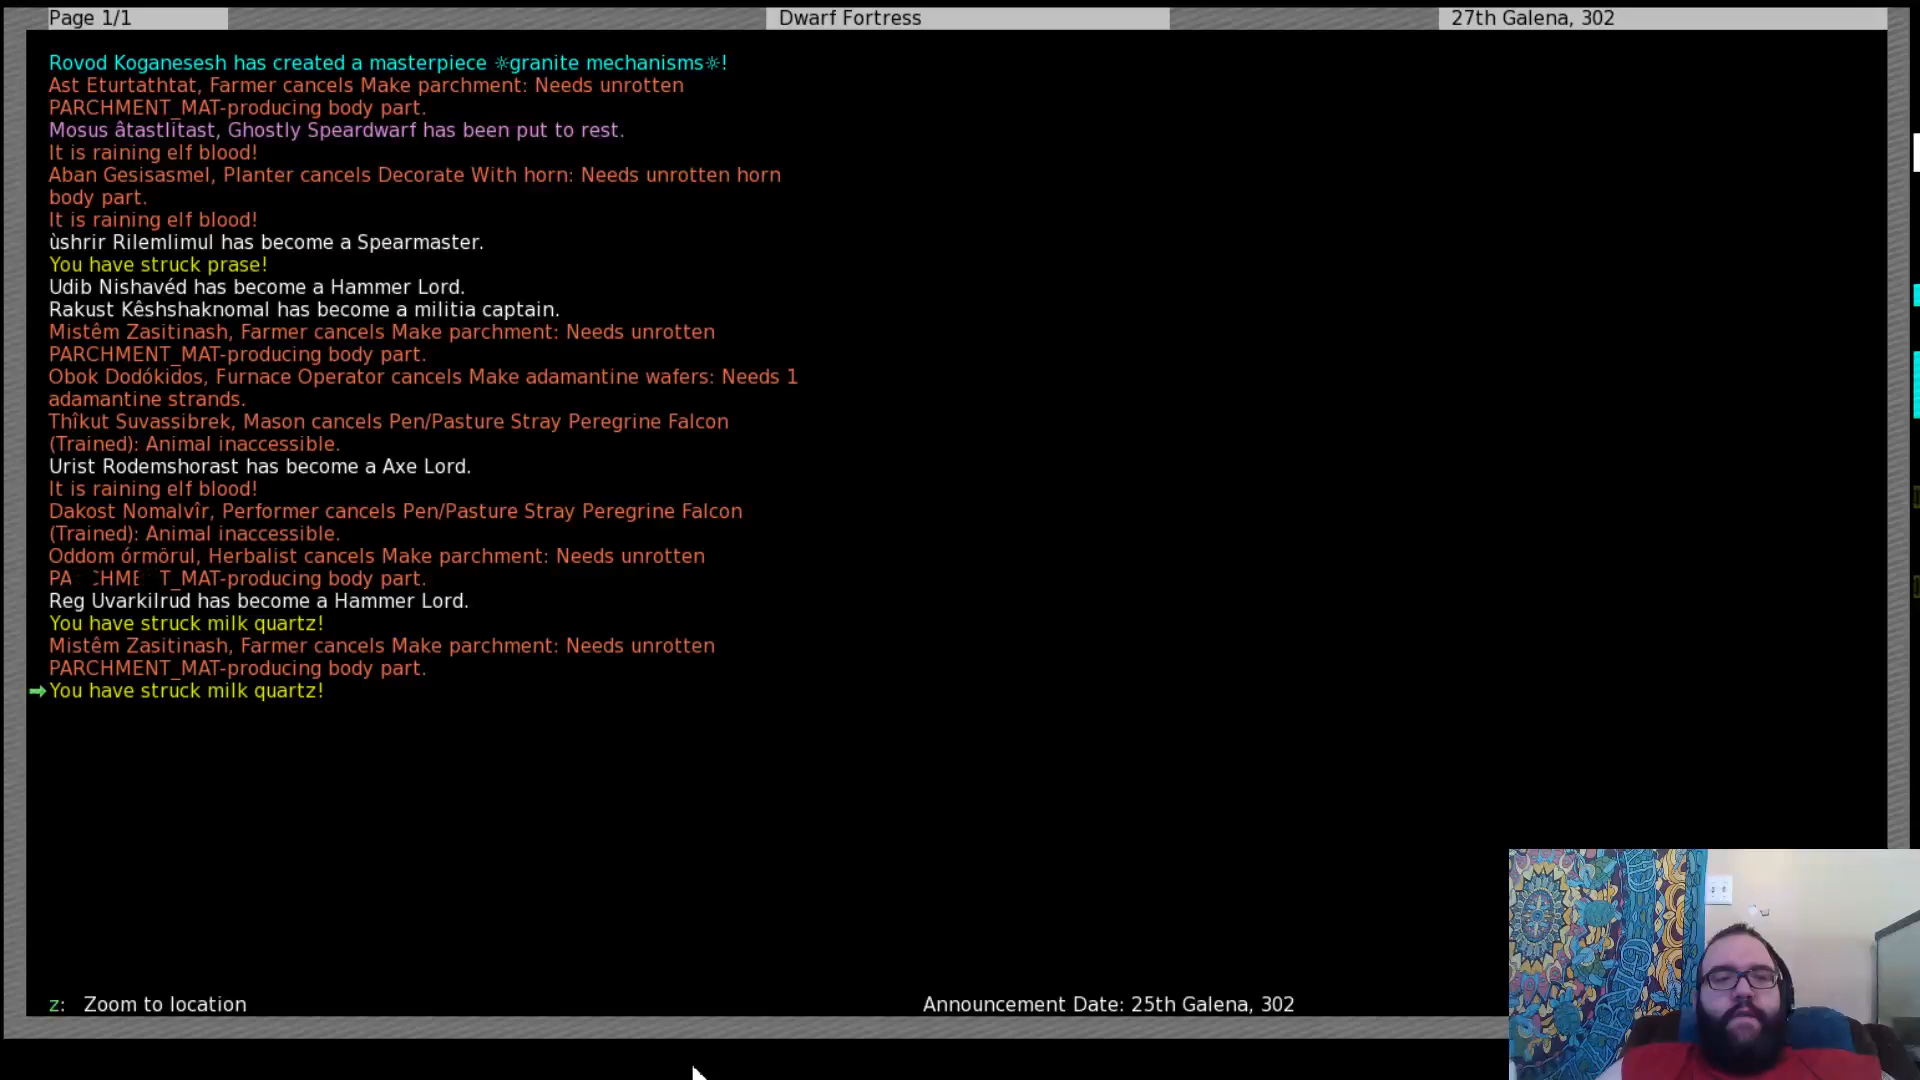 Page 1/1
Dwarf Fortress
27th Galena, 302
Rovod Koganesesh has created a masterpiece ☼granite mechanisms☼!
Ast Eturtathtat, Farmer cancels Make parchment: Needs unrotten
PARCHMENT_MAT-producing body part.
Mosus âtastlitast, Ghostly Speardwarf has been put to rest.
It is raining elf blood!
Aban Gesisasmel, Planter cancels Decorate With horn: Needs unrotten horn
body part.
It is raining elf blood!
ùshrir Rilemlimul has become a Spearmaster.
You have struck prase!
Udib Nishavéd has become a Hammer Lord.
Rakust Kêshshaknomal has become a militia captain.
Mistêm Zasitinash, Farmer cancels Make parchment: Needs unrotten
PARCHMENT_MAT-producing body part.
Obok Dodókidos, Furnace Operator cancels Make adamantine wafers: Needs 1
adamantine strands.
Thîkut Suvassibrek, Mason cancels Pen/Pasture Stray Peregrine Falcon
(Trained): Animal inaccessible.
Urist Rodemshorast has become a Axe Lord.
It is raining elf blood!
Dakost Nomalvîr, Performer cancels Pen/Pasture Stray Peregrine Falcon
(Trained): Animal inaccessible.
Oddom órmörul, Herbalist cancels Make parchment: Needs unrotten
PA CHME T_MAT-producing body part.
Reg Uvarkilrud has become a Hammer Lord.
You have struck milk quartz!
Mistêm Zasitinash, Farmer cancels Make parchment: Needs unrotten
PARCHMENT_MAT-producing body part.
You have struck milk quartz!
z: Zoom to location
Announcement Date: 25th Galena, 302